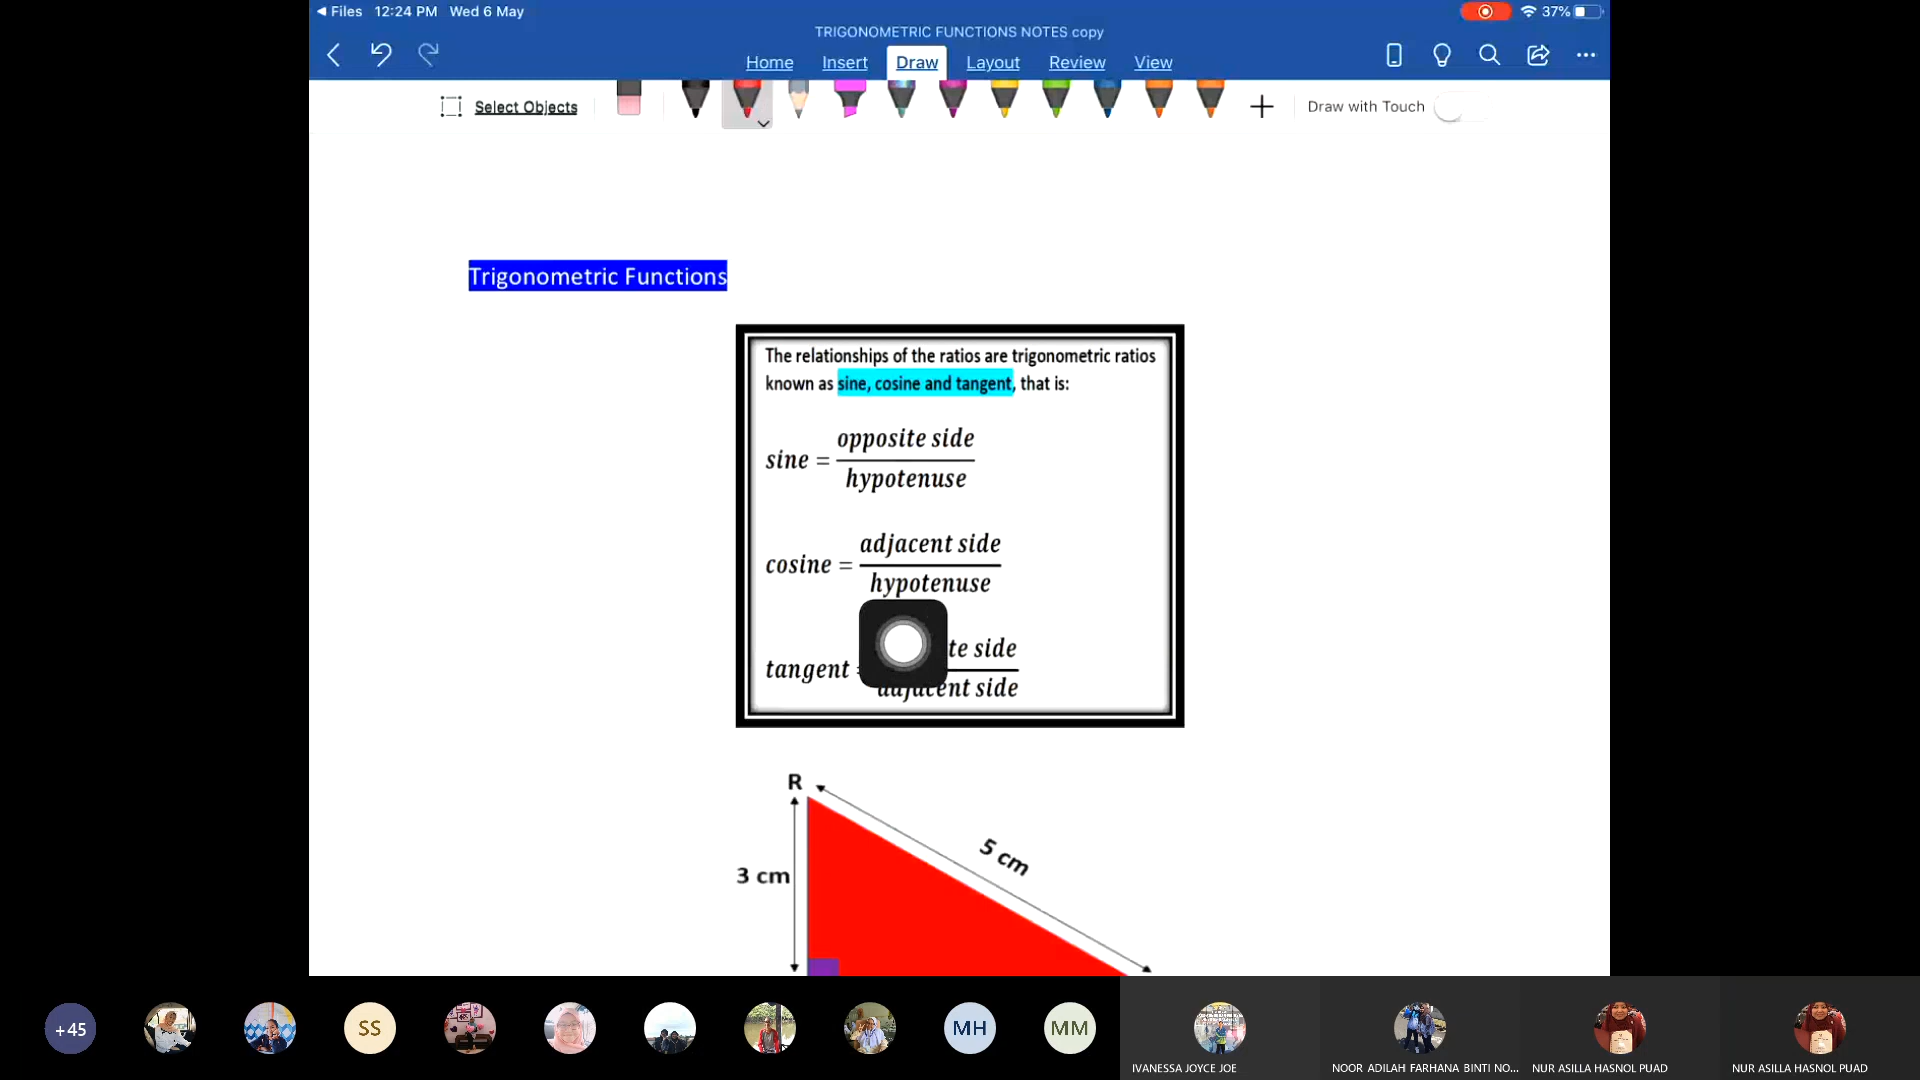 Files 12:24 PM Wed 6 May
37%
TRIGONOMETRIC FUNCTIONS NOTES copy
Home Insert Draw Layout Review View
Select Objects
Draw with Touch
Trigonometric Functions
The relationships of the ratios are trigonometric ratios
known as sine, cosine and tangent, that is:
opposite side
sine =
hypotenuse
adjacent side
cosine =
hypotenuse
side
tangent
side
R
5 cm
3 cm
+45
SS
MH
MM
IVANESSA JOYCE JOE
NOOR ADILAH FARHANA BINTI NO...
NUR ASILLA HASNOL PUAD
NUR ASILLA HASNOL PUAD